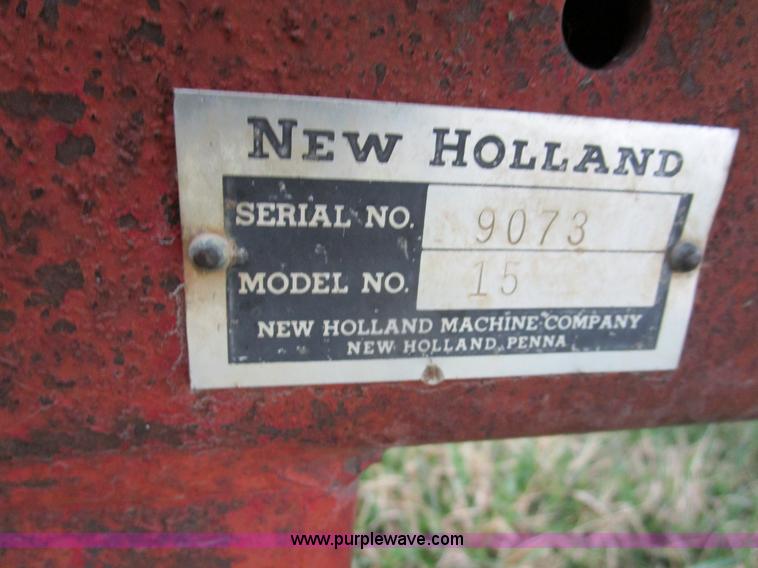 NEW HOLLAND
SERIAL NO. 9073
MODEL NO. 15
NEW HOLLAND MACHINE COMPANY
NEW HOLLAND, PENNA
www.purplewave.com